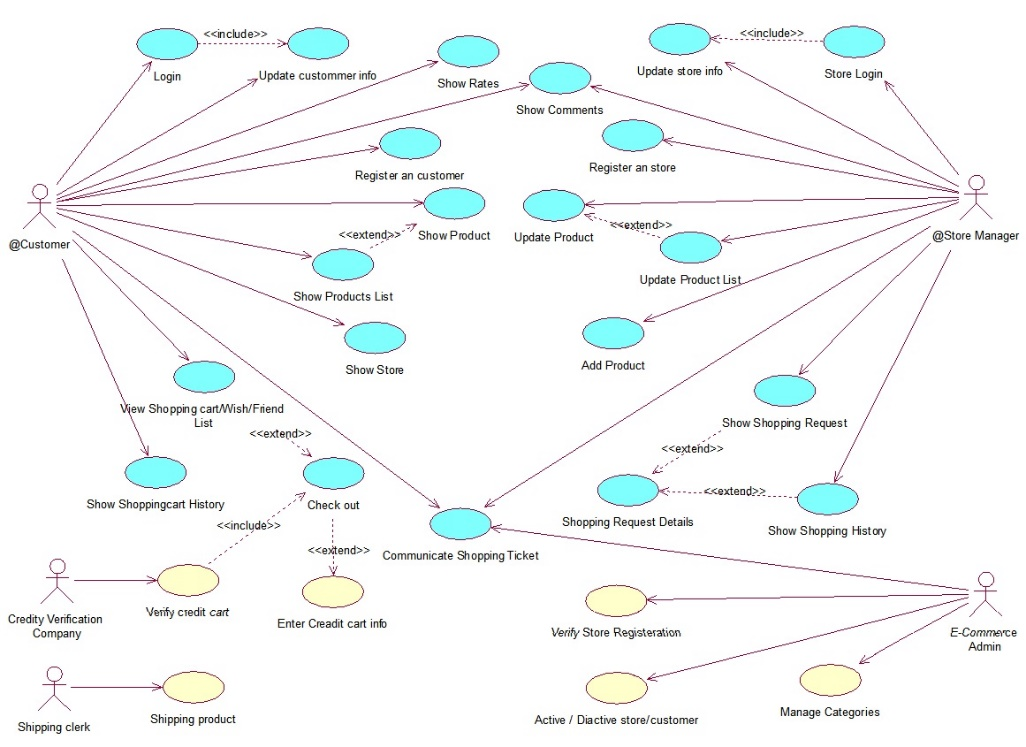 <<include>>
<<include>>
Login
Update custommer info
Show Rates
Update store info
Store Login
Show Comments
Register an customer
Register an store
@Customer
<<extend>>
Show Product
Update Product
<<extend>>
@Store Manager
Show Products List
Update Product List
Show Store
Add Product
View Shopping cart/Wish/Friend
List
Show Shopping Request
<<extend>>
<<extend>>
Show Shoppingcart History
Check out
<<extend>>
Shopping Request Details
Show Shopping History
<<include>>
<<extend>>
Communicate Shopping Ticket
Credity Verification
Company
Verify credit cart
Enter Creadit cart info
Verify Store Registeration
E-Commerce
Admin
Shipping clerk
Shipping product
Active / Diactive store/customer
Manage Categories